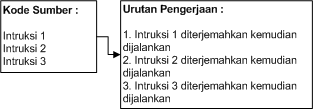 Kode Sumber :
Intruksi 1
Intruksi 2
Intruksi 3
Urutan Pengerjaan :
1. Intruksi 1 diterjemahkan kemudian
dijalankan
2. Intruksi 2 diterjemahkan kemudian
dijalankan
3. Intruksi 3 diterjemahkan kemudian
dijalankan